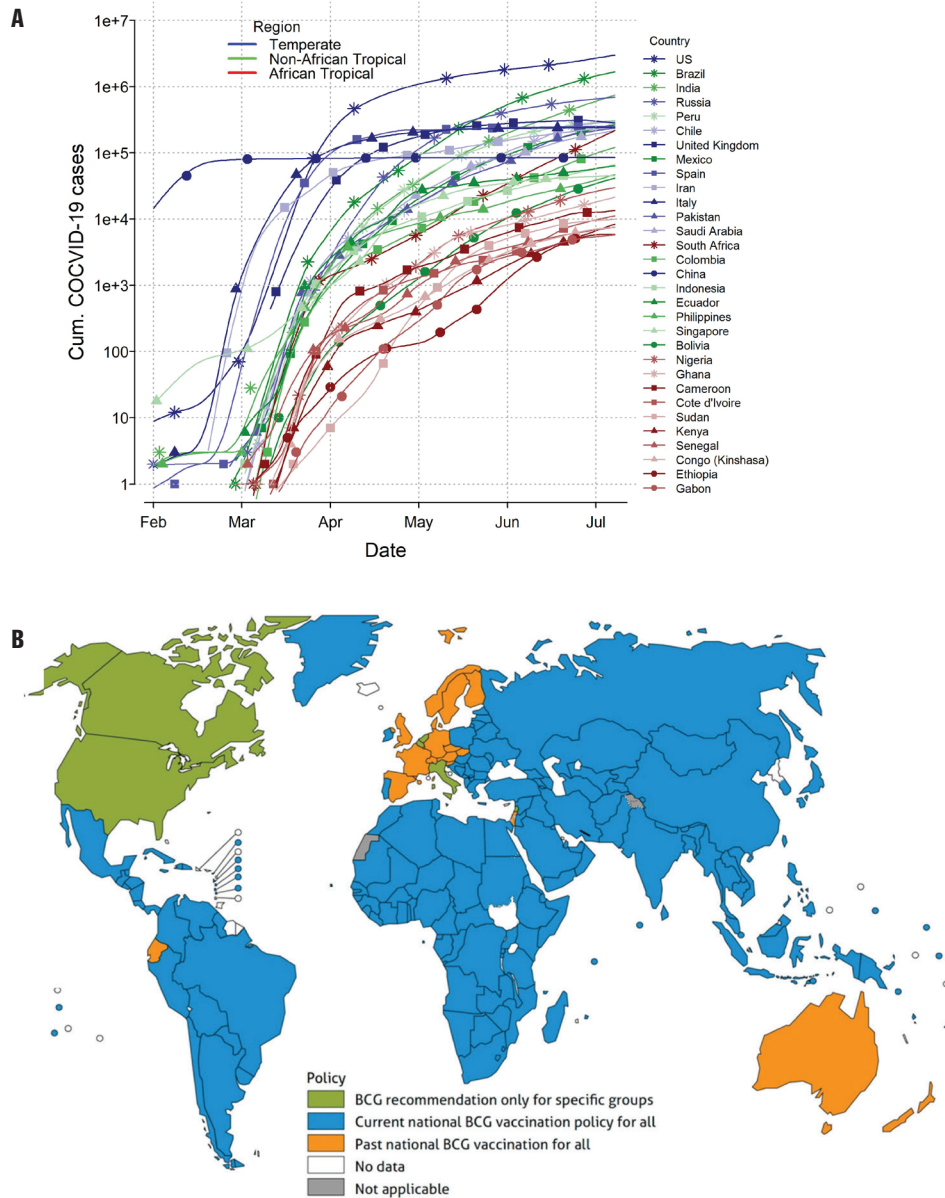 A
Region
Temperate
Non-African Tropical
African Tropical
Cum. COCVID-19 cases
1e+7
1e+6
1e+5
1e+4
1e+3
100
10
1
Feb
Mar
Apr
May
Jun
Jul
Date
Country
US
Brazil
India
Russia
Peru
Chile
United Kingdom
Mexico
Spain
Iran
Italy
Pakistan
Saudi Arabia
South Africa
Colombia
China
Indonesia
Ecuador
Philippines
Singapore
Bolivia
Nigeria
Ghana
Cameroon
Cote d'Ivoire
Sudan
Kenya
Senegal
Congo (Kinshasa)
Ethiopia
Gabon
B
Policy
BCG recommendation only for specific groups
Current national BCG vaccination policy for all
Past national BCG vaccination for all
No data
Not applicable